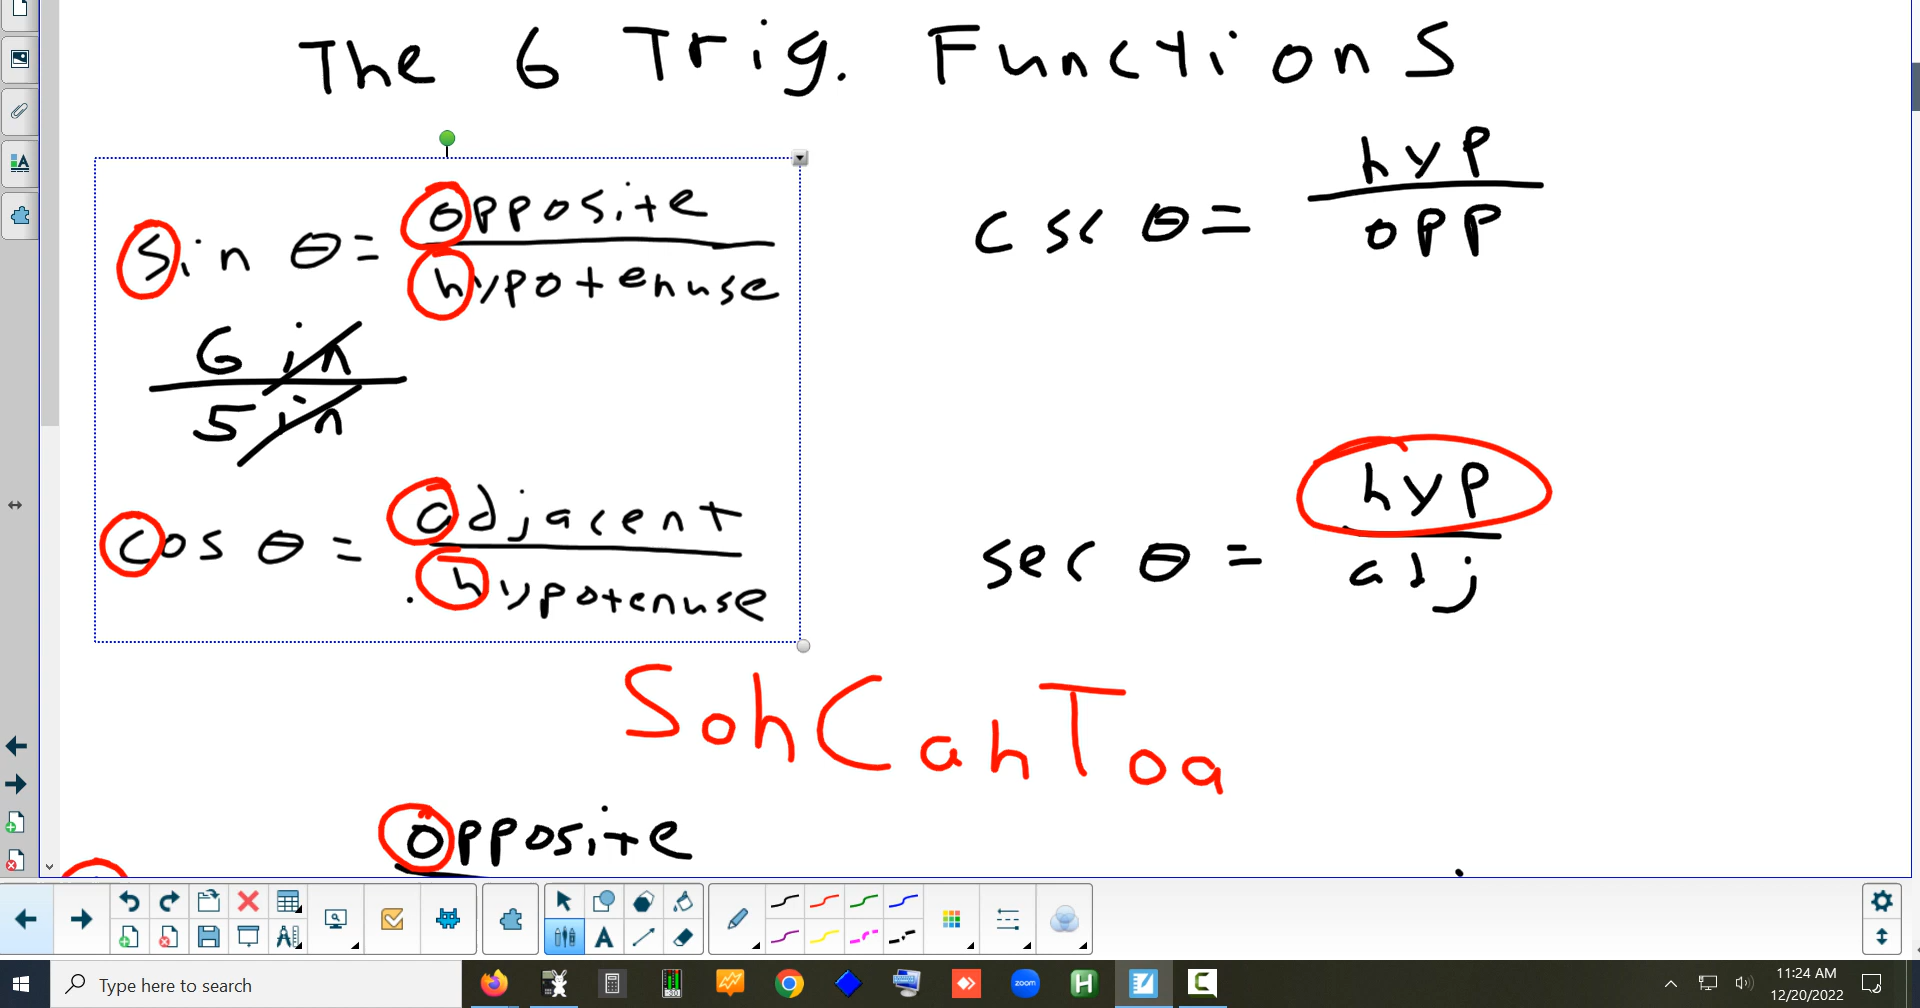 The 6 Trig. Functions
sin θ = opposite
hypotenuse
csc θ = hyp
opp
6 in
5 in
cos θ = adjacent
hypotenuse
sec θ = hyp
adj
SohCahToa
opposite
A
A
zoom
H
C
Type here to search
11:24 AM
12/20/2022